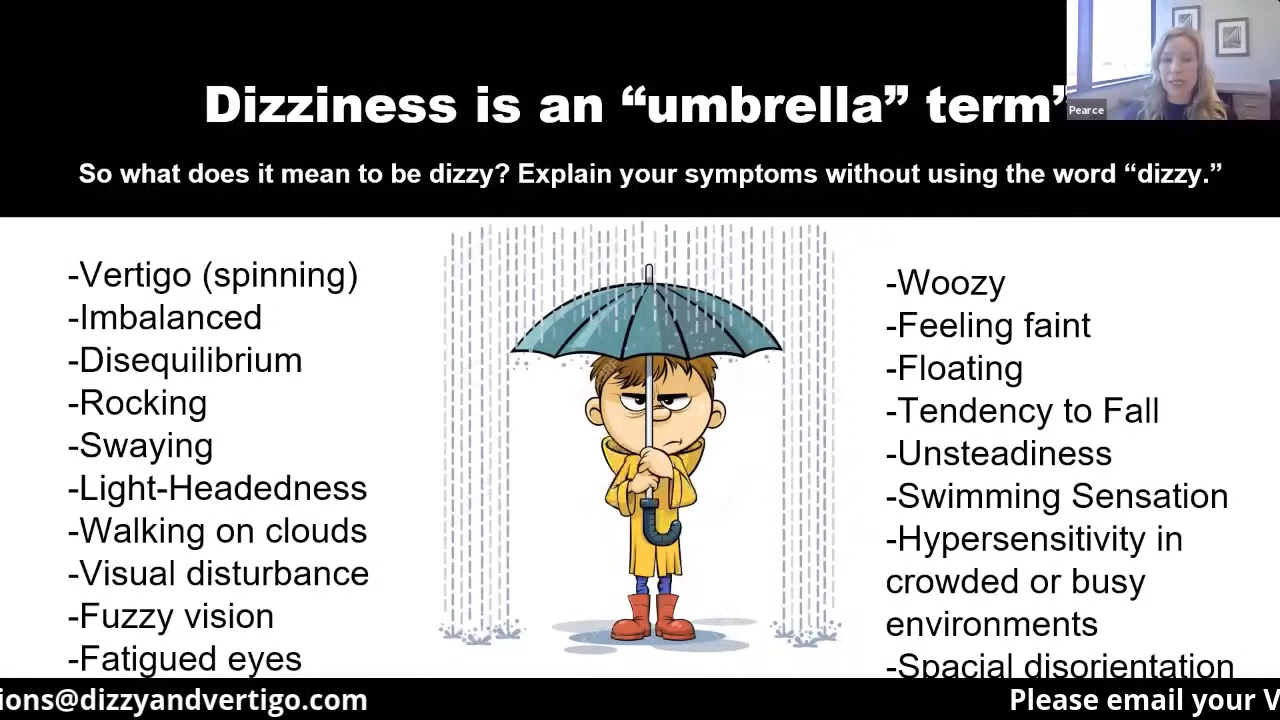 Dizziness is an “umbrella” term”
Pearce
So what does it mean to be dizzy? Explain your symptoms without using the word “dizzy.”
-Vertigo (spinning)
-Imbalanced
-Disequilibrium
-Rocking
-Swaying
-Light-Headedness
-Walking on clouds
-Visual disturbance
-Fuzzy vision
-Fatigued eyes
-Woozy
-Feeling faint
-Floating
-Tendency to Fall
-Unsteadiness
-Swimming Sensation
-Hypersensitivity in
crowded or busy
environments
-Spacial disorientation
ions@dizzyandvertigo.com
Please email your V